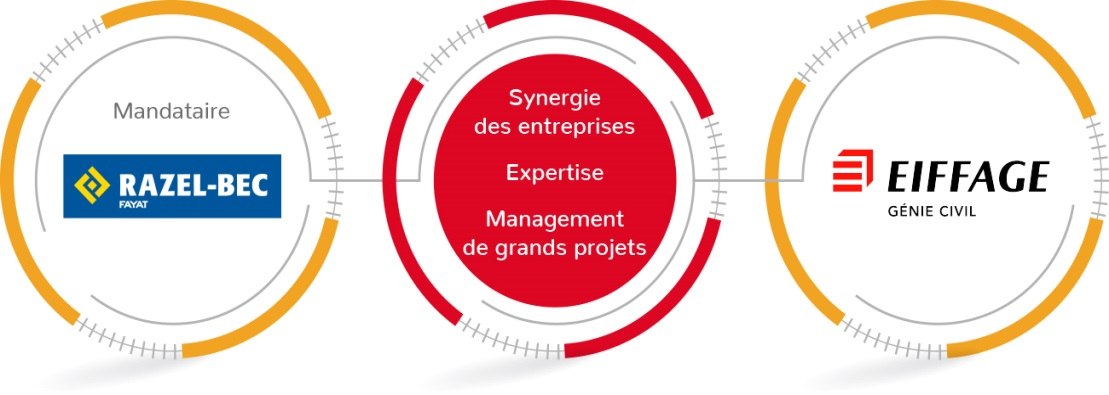 Mandataire
RAZEL-BEC
FAYAT
Synergie
des entreprises
Expertise
Management
de grands projets
EIFFAGE
GÉNIE CIVIL